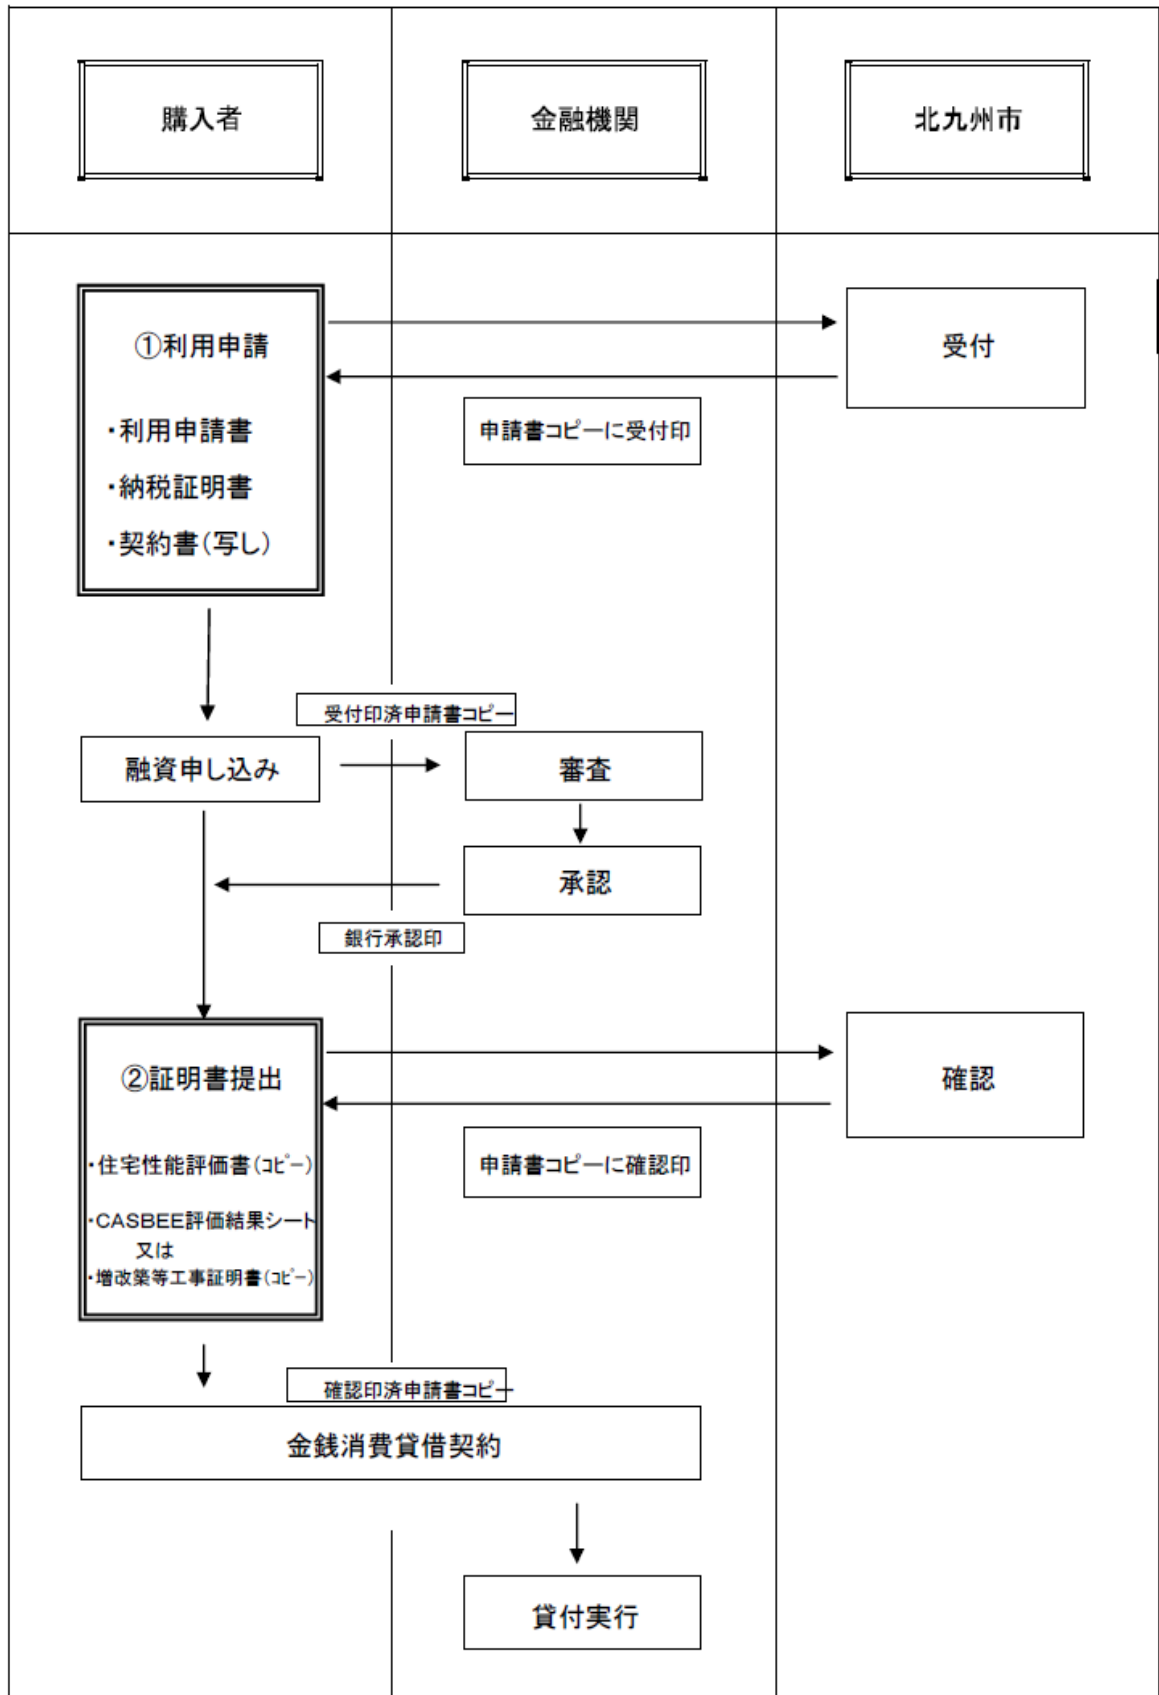 購入者
金融機関
北九州市
①利用申請
・利用申請書
・納税証明書
・契約書(写し)
受付
申請書コピーに受付印
受付印済申請書コピー
融資申し込み
審査
承認
銀行承認印
②証明書提出
・住宅性能評価書(コピー)
・CASBEE評価結果シート
又は
・増改築等工事証明書(コピー)
確認
申請書コピーに確認印
確認印済申請書コピー
金銭消費貸借契約
貸付実行